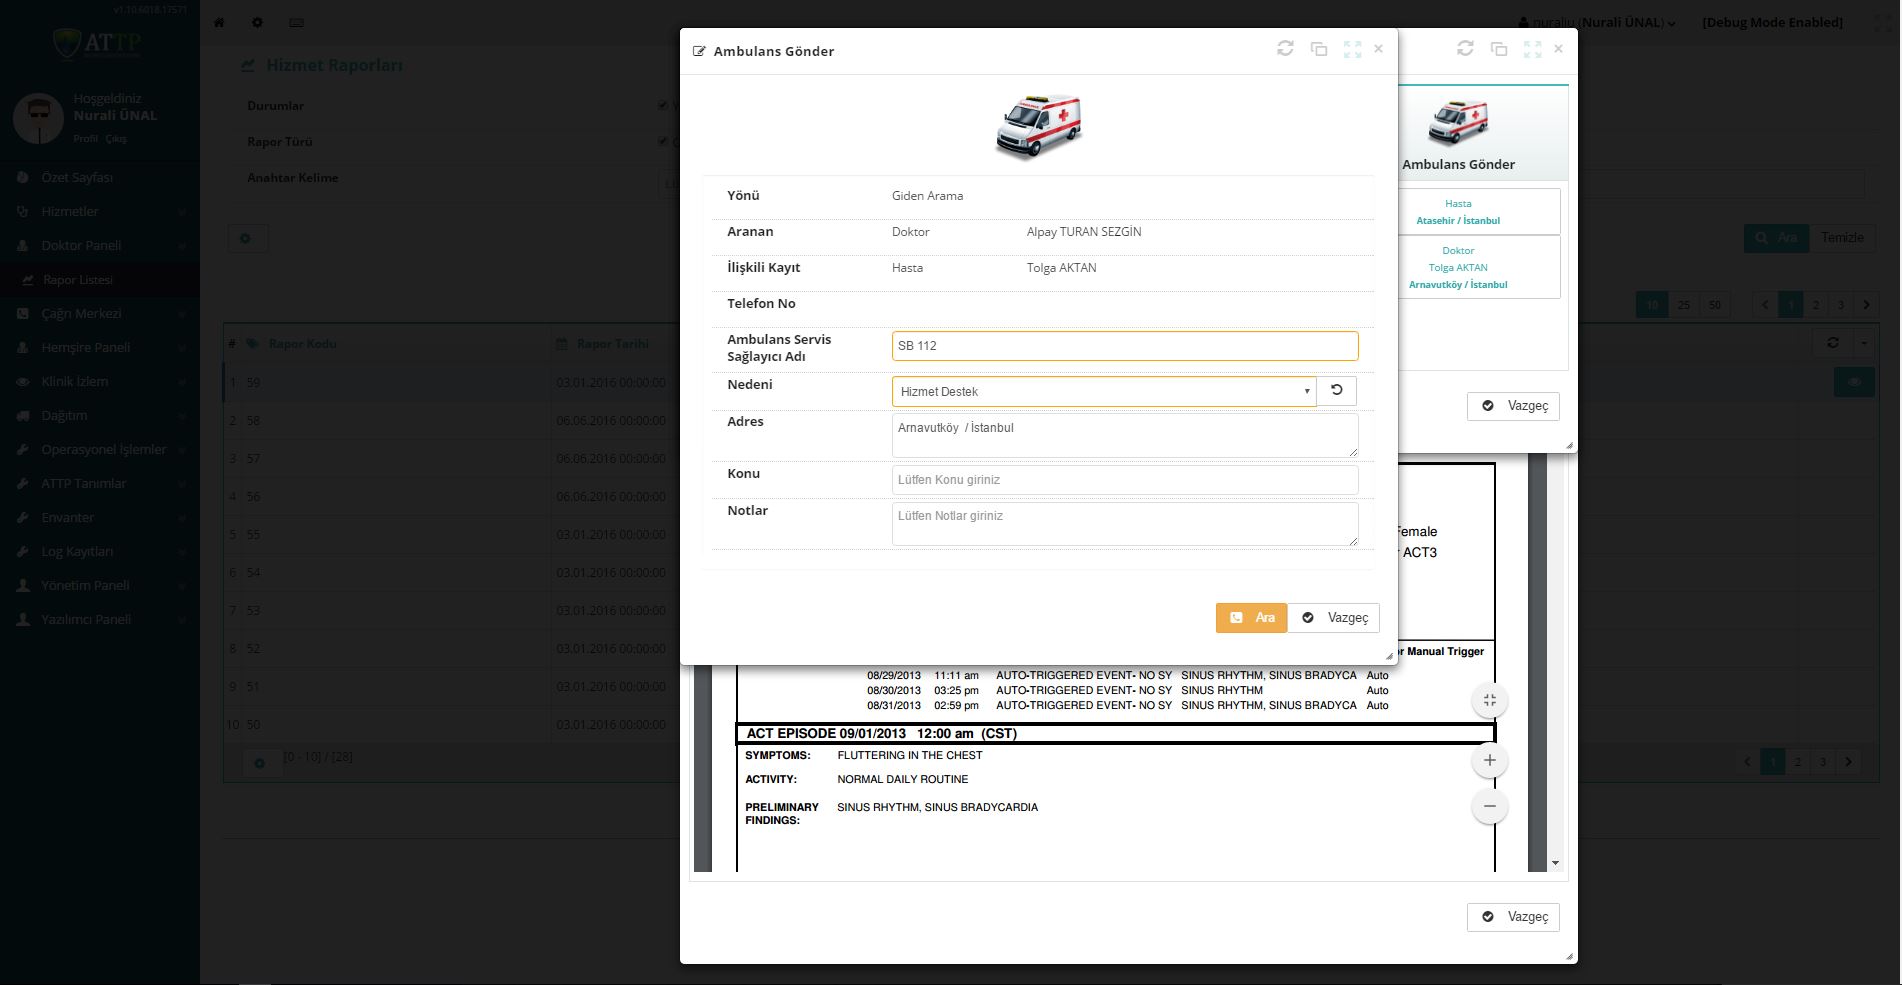 v1.10.6018.17571
ATTP
Hoşgeldiniz
Nurali ÜNAL
Profil - Çıkış
Özet Sayfası
Hizmetler
Doktor Paneli
Rapor Listesi
Çağrı Merkezi
Hemşire Paneli
Klinik İzlem
Dağıtım
Operasyonel İşlemler
ATTP Tanımlar
Envanter
Log Kayıtları
Yönetim Paneli
Yazılımcı Paneli
nuraliu (Nurali ÜNAL)
[Debug Mode Enabled]
Hizmet Raporları
Durumlar
Rapor Türü
Anahtar Kelime
Ara
Temizle
10 25 50
< 1 2 3 >
# Rapor Kodu Rapor Tarihi
1 59 03.01.2016 00:00:00
2 58 06.06.2016 00:00:00
3 57 06.06.2016 00:00:00
4 56 06.06.2016 00:00:00
5 55 03.01.2016 00:00:00
6 54 03.01.2016 00:00:00
7 53 03.01.2016 00:00:00
8 52 03.01.2016 00:00:00
9 51 03.01.2016 00:00:00
10 50 03.01.2016 00:00:00
[0 - 10] / [28]
< 1 2 3 >
Ambulans Gönder
Yönü Giden Arama
Aranan Doktor Alpay TURAN SEZGİN
İlişkili Kayıt Hasta Tolga AKTAN
Telefon No
Ambulans Servis
Sağlayıcı Adı
SB 112
Nedeni Hizmet Destek
Adres Arnavutköy / İstanbul
Konu Lütfen Konu giriniz
Notlar Lütfen Notlar giriniz
Ara
Vazgeç
Ambulans Gönder
Hasta
Atasehir / İstanbul
Doktor
Tolga AKTAN
Arnavutköy / İstanbul
Vazgeç
Female
ACT3
Manual Trigger
08/29/2013 11:11 am AUTO-TRIGGERED EVENT- NO SY SINUS RHYTHM, SINUS BRADYCA Auto
08/30/2013 03:25 pm AUTO-TRIGGERED EVENT- NO SY SINUS RHYTHM Auto
08/31/2013 02:59 pm AUTO-TRIGGERED EVENT- NO SY SINUS RHYTHM, SINUS BRADYCA Auto
ACT EPISODE 09/01/2013 12:00 am (CST)
SYMPTOMS: FLUTTERING IN THE CHEST
ACTIVITY: NORMAL DAILY ROUTINE
PRELIMINARY
FINDINGS:
SINUS RHYTHM, SINUS BRADYCARDIA
Vazgeç